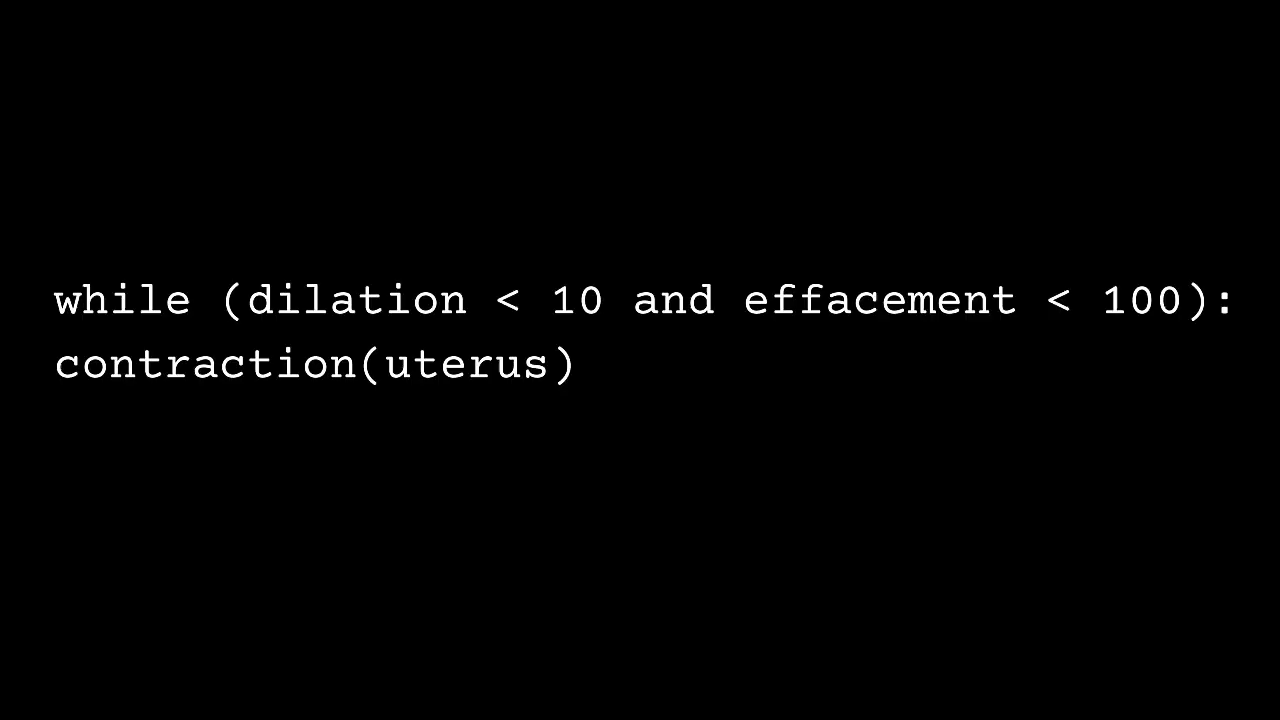 while (dilation < 10 and effacement < 100):
contraction(uterus)